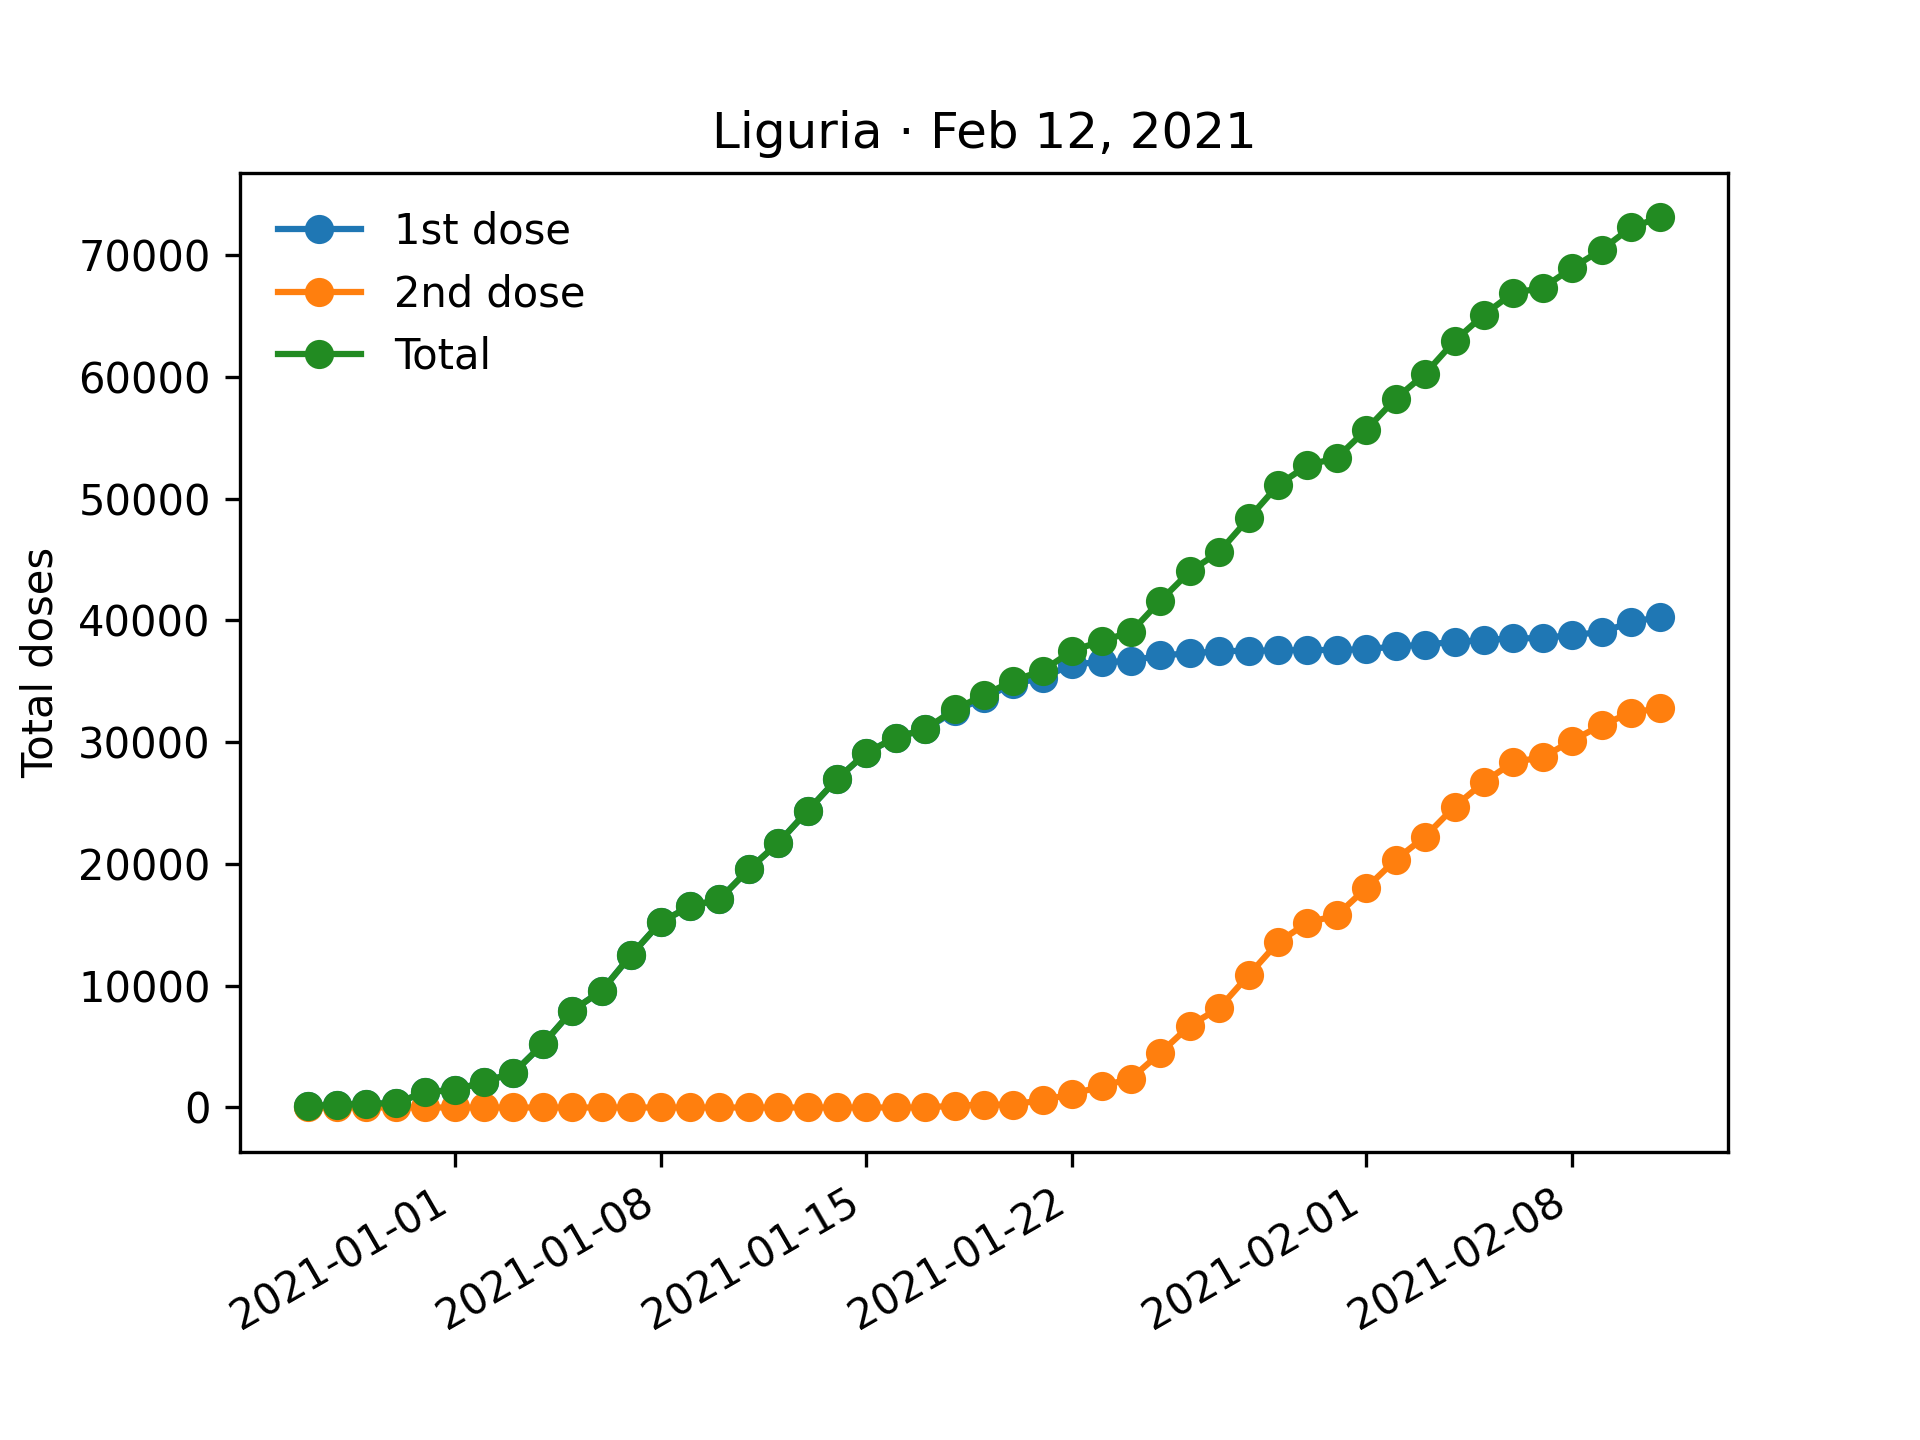 Liguria · Feb 12, 2021
1st dose
2nd dose
Total
Total doses
70000
60000
50000
40000
30000
20000
10000
0
2021-01-01
2021-01-08
2021-01-15
2021-01-22
2021-02-01
2021-02-08